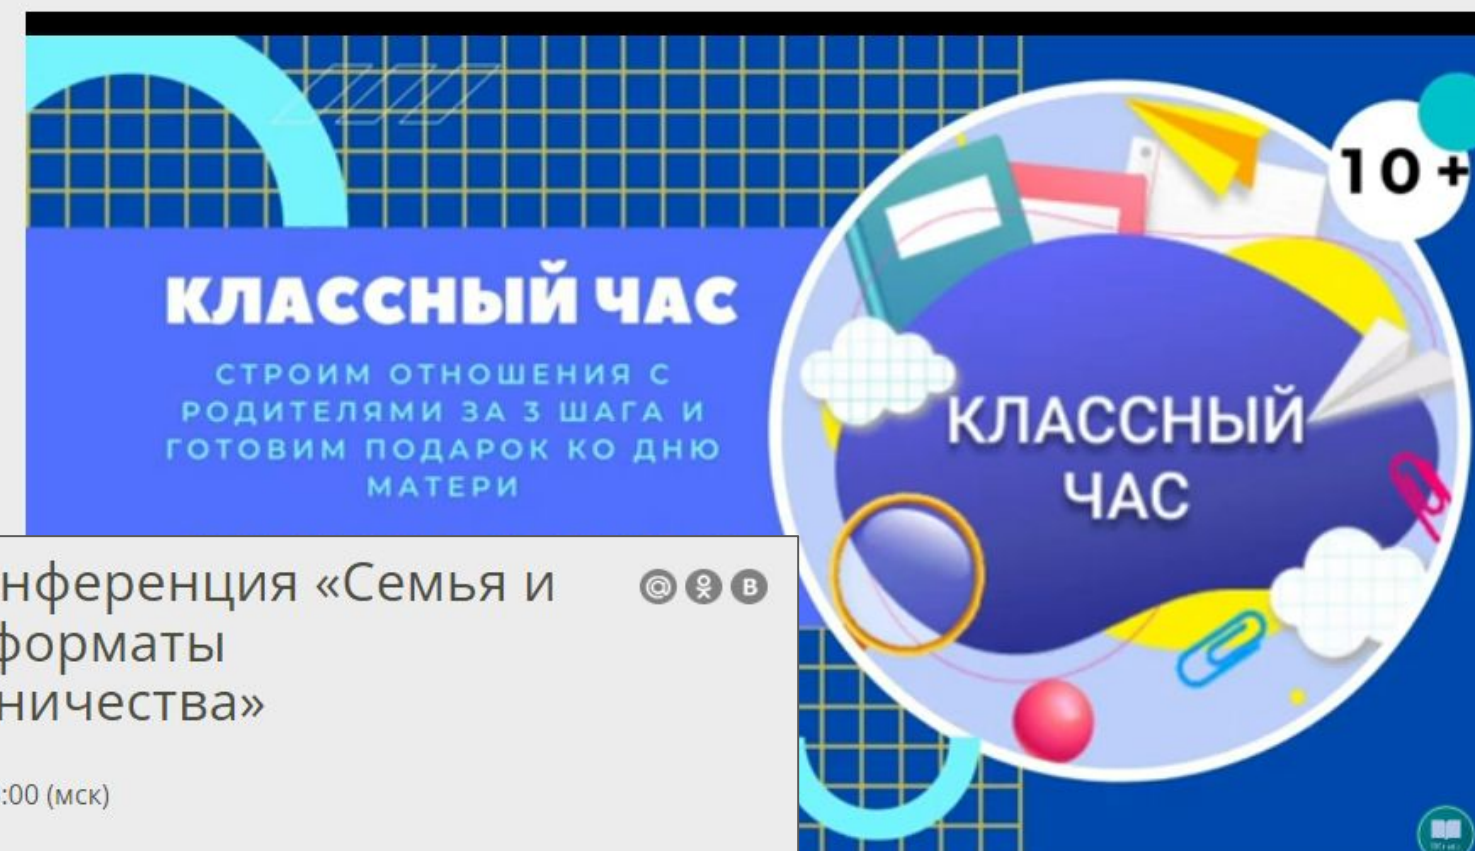 10+
КЛАССНЫЙ ЧАС
СТРОИМ ОТНОШЕНИЯ С
РОДИТЕЛЯМИ ЗА 3 ШАГА И
ГОТОВИМ ПОДАРОК КО ДНЮ
МАТЕРИ
КЛАССНЫЙ
ЧАС
нференция «Семья и
форматы
ничества»
:00 (мск)